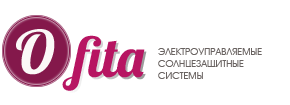 Ofita
ЭЛЕКТРОУПРАВЛЯЕМЫЕ
СОЛНЦЕЗАЩИТНЫЕ
СИСТЕМЫ